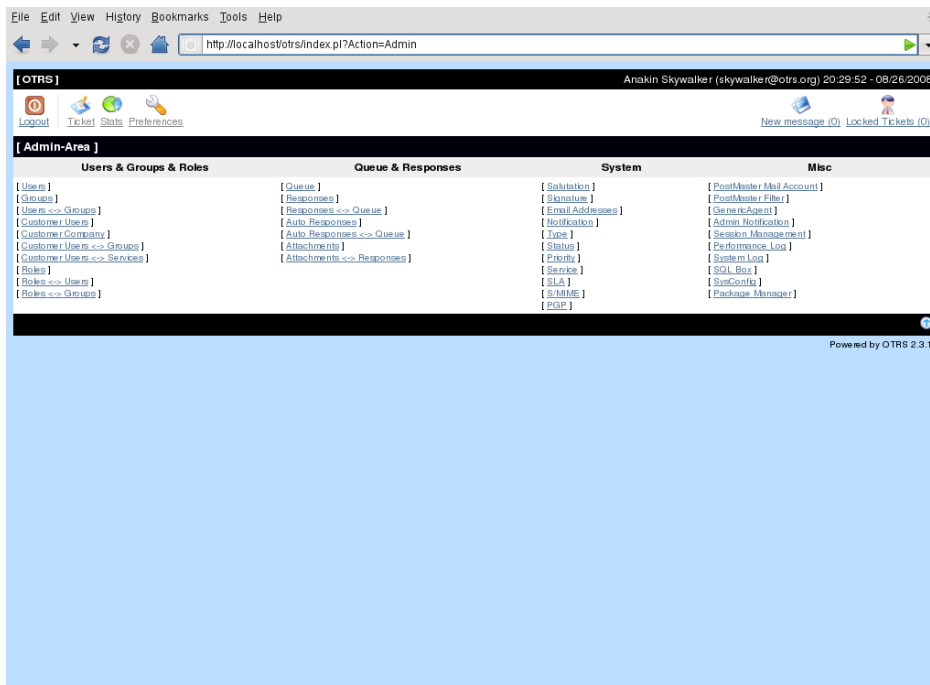 File Edit View History Bookmarks Tools Help
http://localhost/otrs/index.pl?Action=Admin
[ OTRS ] Anakin Skywalker (skywalker@otrs.org) 20:29:52 - 08/26/2008
Logout Ticket Stats Preferences New message (0) Locked Tickets (0)
[ Admin-Area ]
Users & Groups & Roles Queue & Responses System Misc
[ Users ] [ Queue ] [ Salutation ] [ PostMaster Mail Account ]
[ Groups ] [ Responses ] [ Signature ] [ PostMaster Filter ]
[ Users <-> Groups ] [ Responses <-> Queue ] [ Email Addresses ] [ GenericAgent ]
[ Customer Users ] [ Auto Responses ] [ Notification ] [ Admin Notification ]
[ Customer Company ] [ Auto Responses <-> Queue ] [ Type ] [ Session Management ]
[ Customer Users <-> Groups ] [ Attachments ] [ Status ] [ Performance Log ]
[ Customer Users <-> Services ] [ Attachments <-> Responses ] [ Priority ] [ System Log ]
[ Roles ] [ Service ] [ SQL Box ]
[ Roles <-> Users ] [ SLA ] [ SysConfig ]
[ Roles <-> Groups ] [ S/MIME ] [ Package Manager ]
[ PGP ]
Powered by OTRS 2.3.1